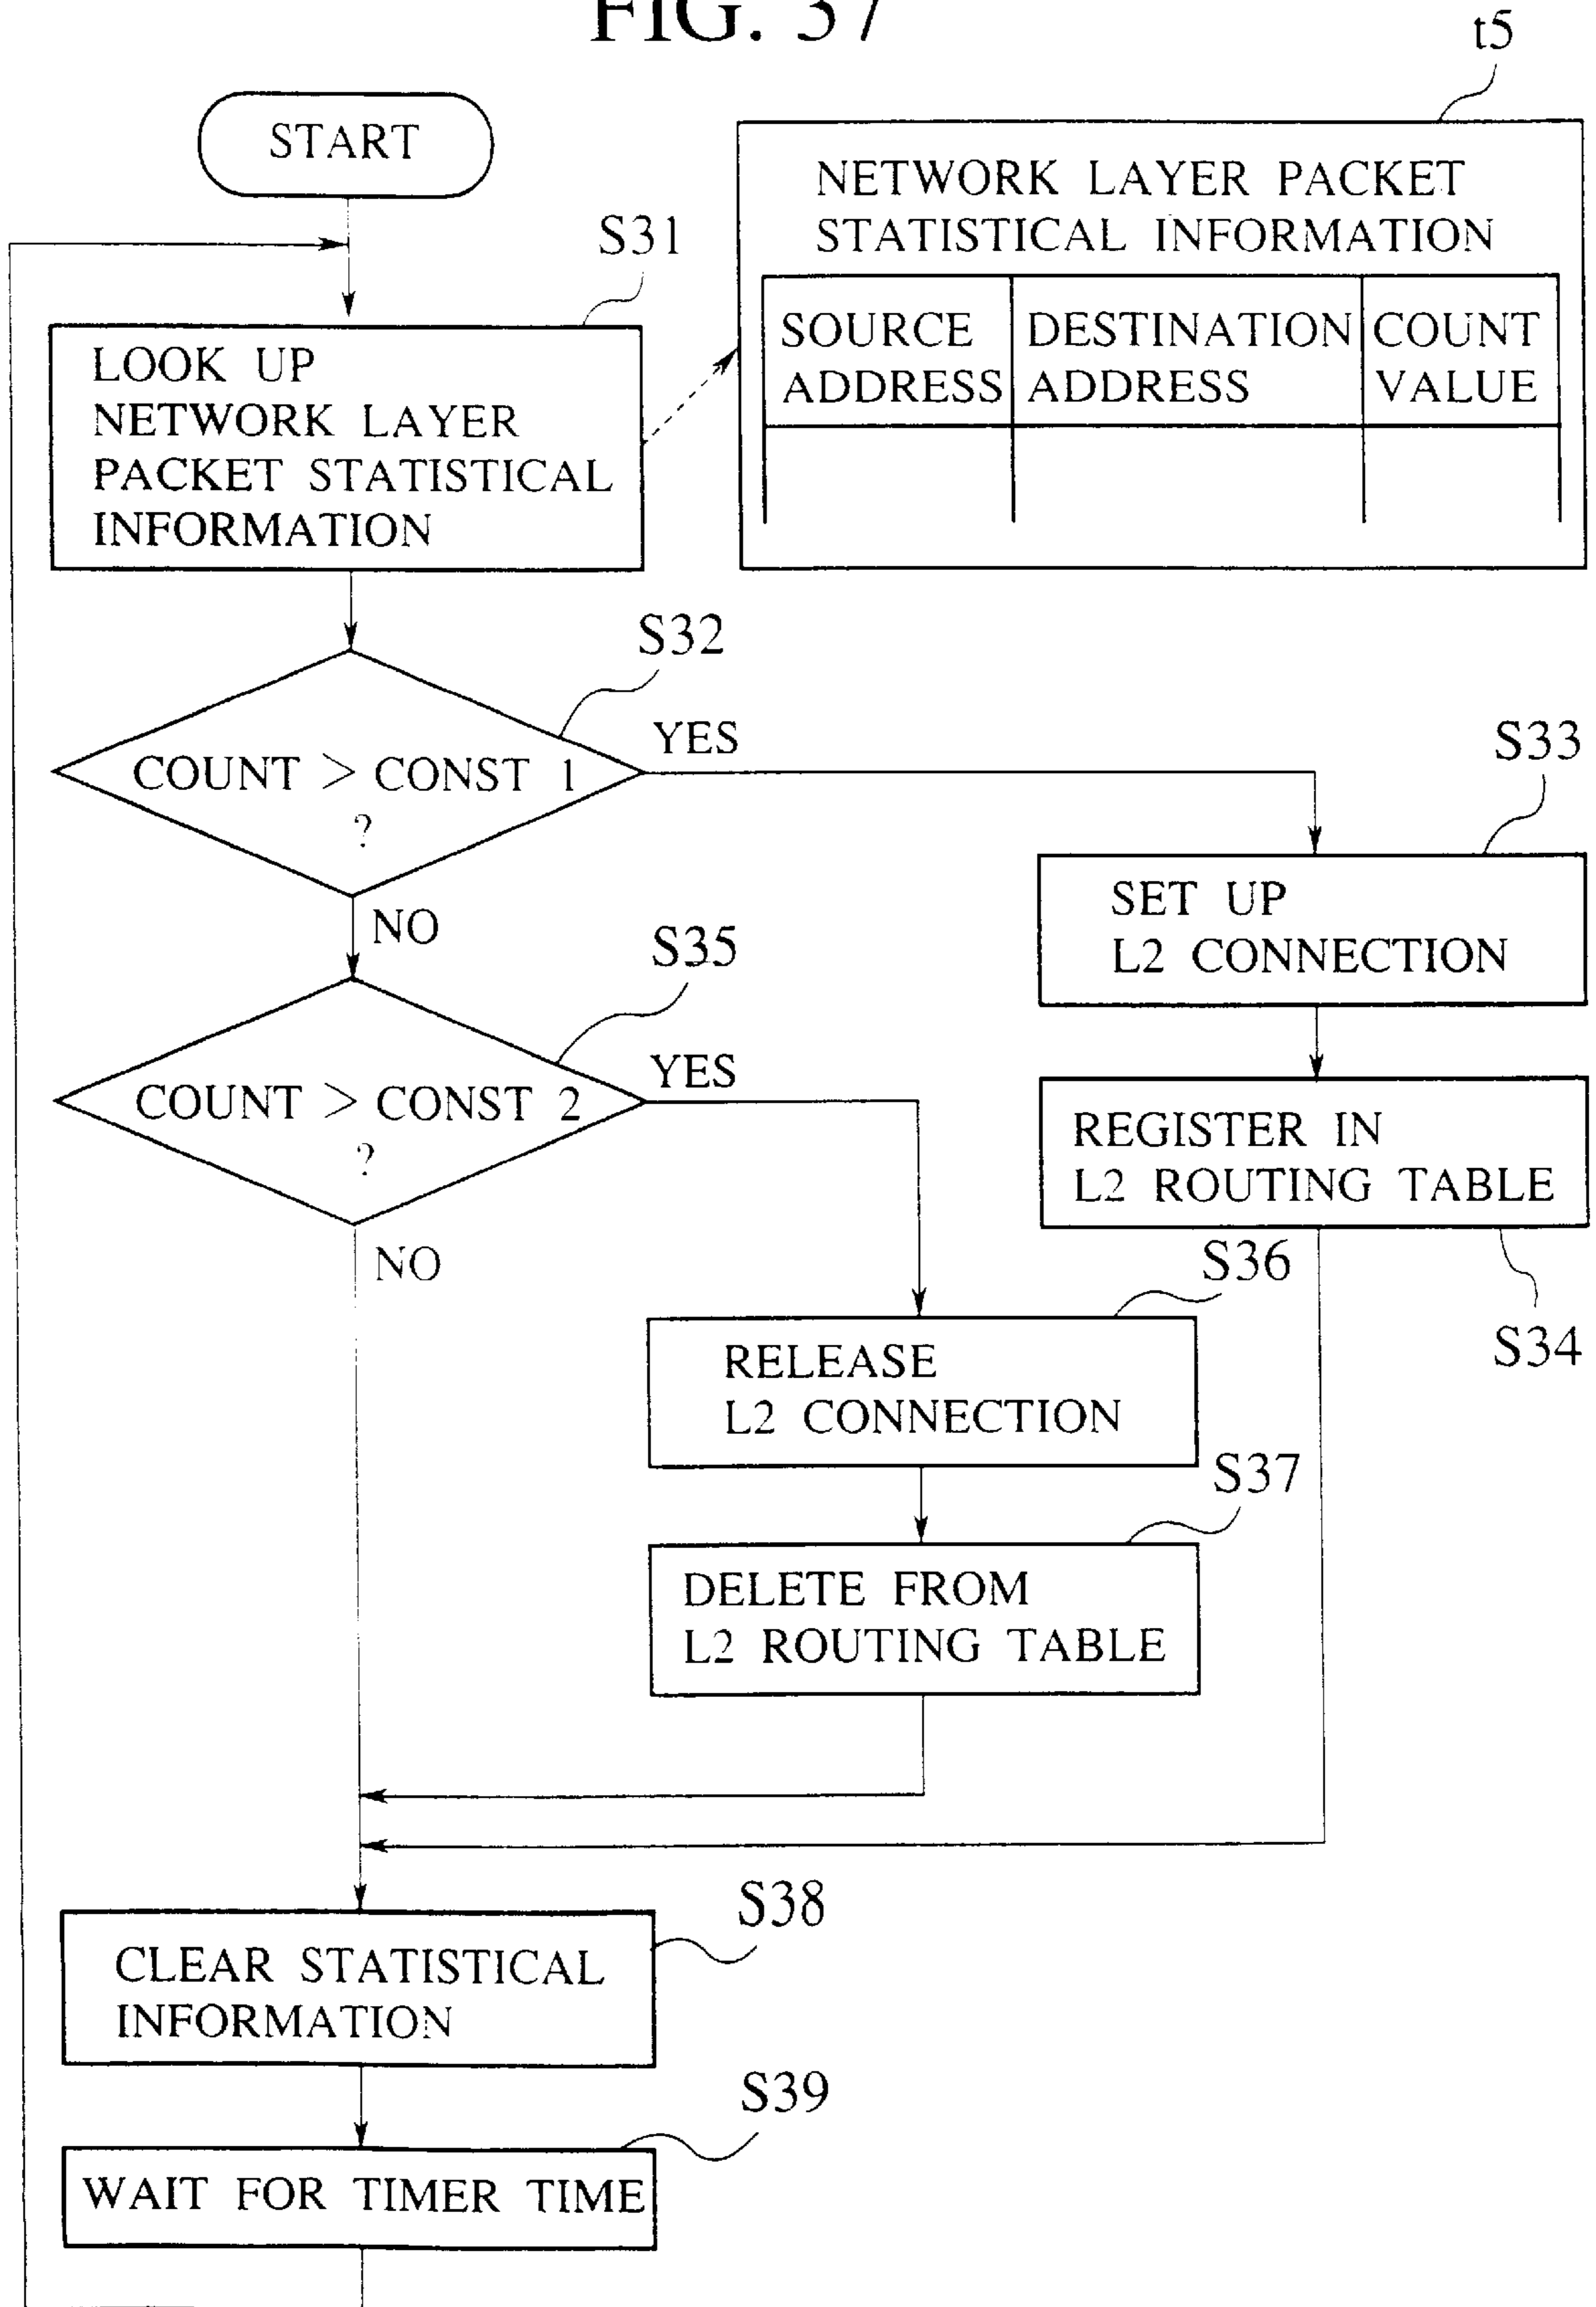 FIG. 37
t5
START
NETWORK LAYER PACKET
STATISTICAL INFORMATION
S31
SOURCE
ADDRESS
DESTINATION
ADDRESS
COUNT
VALUE
LOOK UP
NETWORK LAYER
PACKET STATISTICAL
INFORMATION
S32
COUNT > CONST 1
?
YES
NO
S33
SET UP
L2 CONNECTION
S35
COUNT > CONST 2
?
YES
NO
REGISTER IN
L2 ROUTING TABLE
S34
S36
RELEASE
L2 CONNECTION
S37
DELETE FROM
L2 ROUTING TABLE
S38
CLEAR STATISTICAL
INFORMATION
S39
WAIT FOR TIMER TIME